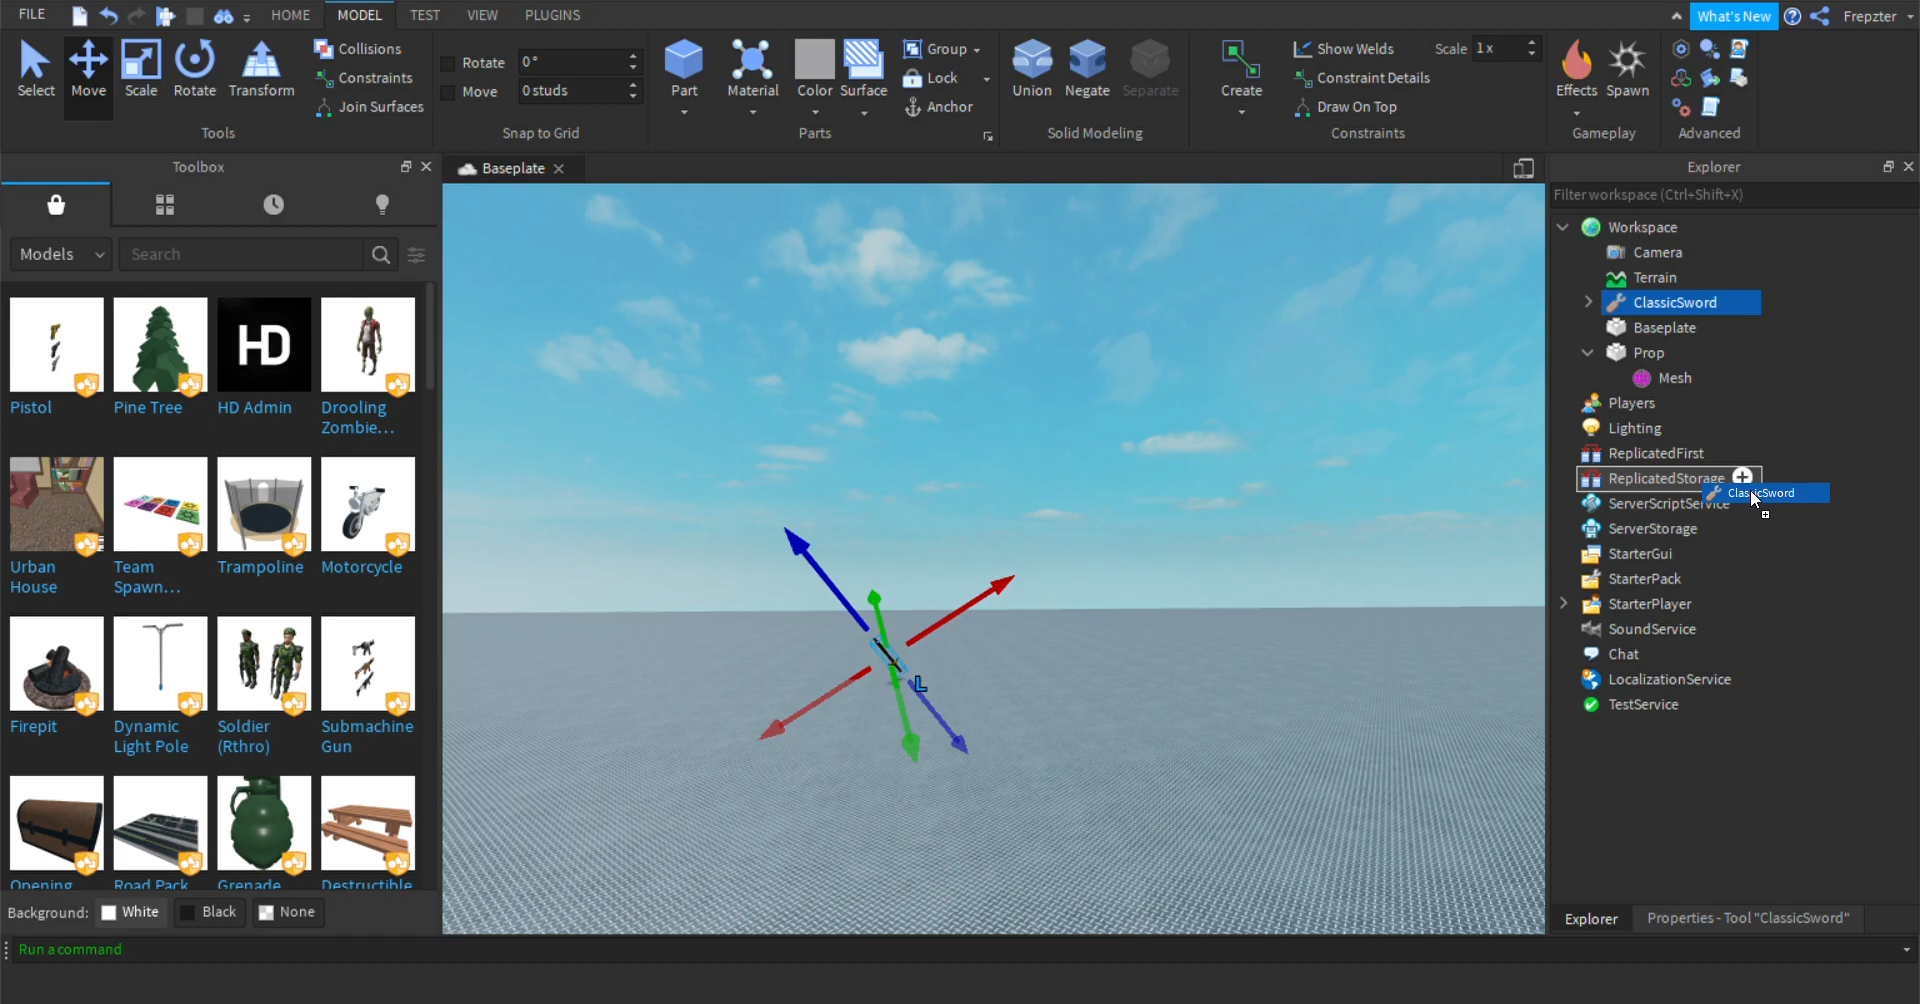 FILE HOME MODEL TEST VIEW PLUGINS What's New Frepzter
Select Move Scale Rotate Transform
Collisions
Constraints
Join Surfaces
Tools
Rotate 0°
Move 0 studs
Snap to Grid
Part Material Color Surface
Group
Lock
Anchor
Parts
Union Negate Separate
Solid Modeling
Create
Show Welds Scale 1 x
Constraint Details
Draw On Top
Constraints
Effects Spawn
Gameplay
Advanced
Toolbox
Models Search
Pistol Pine Tree HD Admin Drooling
Zombie...
HD
Urban
House
Team
Spawn...
Trampoline Motorcycle
Firepit
Dynamic
Light Pole
Soldier
(Rthro)
Submachine
Gun
Opening Road Pack Grenade Destructible
Background: White Black None
Run a command
Baseplate
L
Explorer
Filter workspace (Ctrl+Shift+X)
Workspace
Camera
Terrain
ClassicSword
Baseplate
Prop
Mesh
Players
Lighting
ReplicatedFirst
ReplicatedStorage
ClassicSword
ServerScriptService
ServerStorage
StarterGui
StarterPack
StarterPlayer
SoundService
Chat
LocalizationService
TestService
Explorer Properties - Tool "ClassicSword"